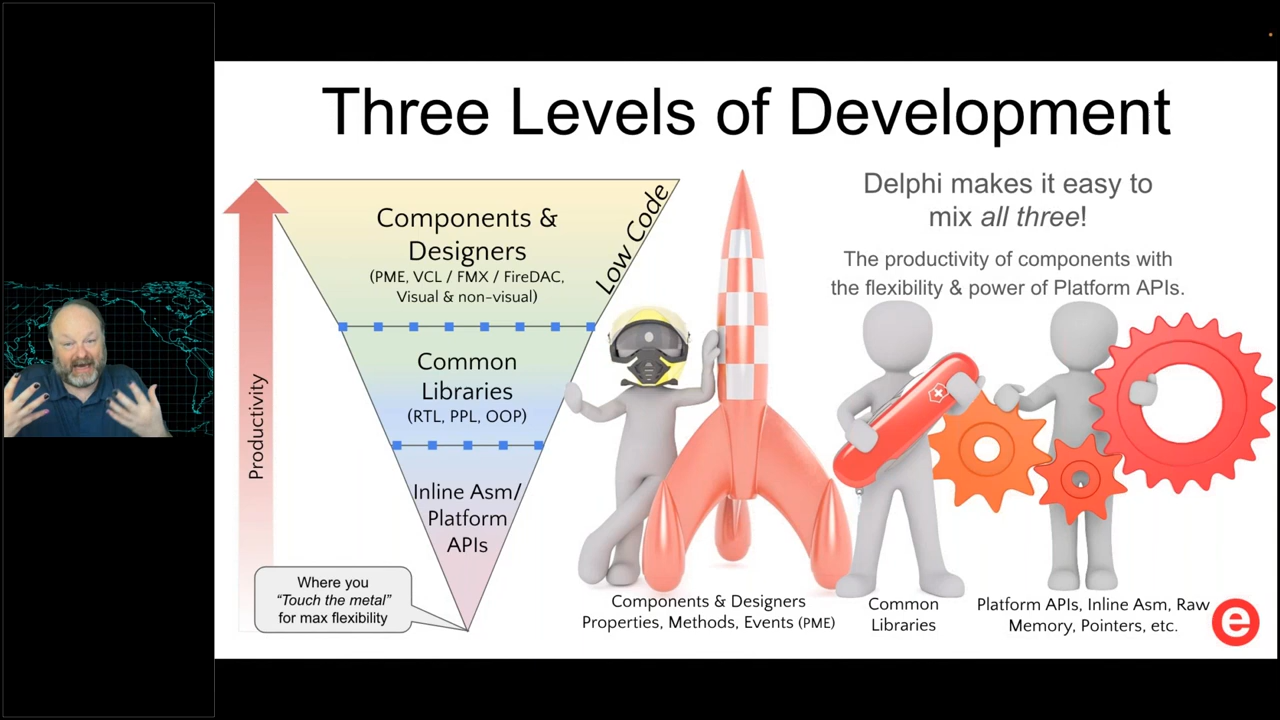 Three Levels of Development
Productivity
Components &
Designers
(PME, VCL / FMX / FireDAC,
Visual & non-visual)
Low Code
Common
Libraries
(RTL, PPL, OOP)
Inline Asm/
Platform
APIs
Where you
“Touch the metal”
for max flexibility
Delphi makes it easy to
mix all three!
The productivity of components with
the flexibility & power of Platform APIs.
Components & Designers
Properties, Methods, Events (PME)
Common
Libraries
Platform APIs, Inline Asm, Raw
Memory, Pointers, etc.
e